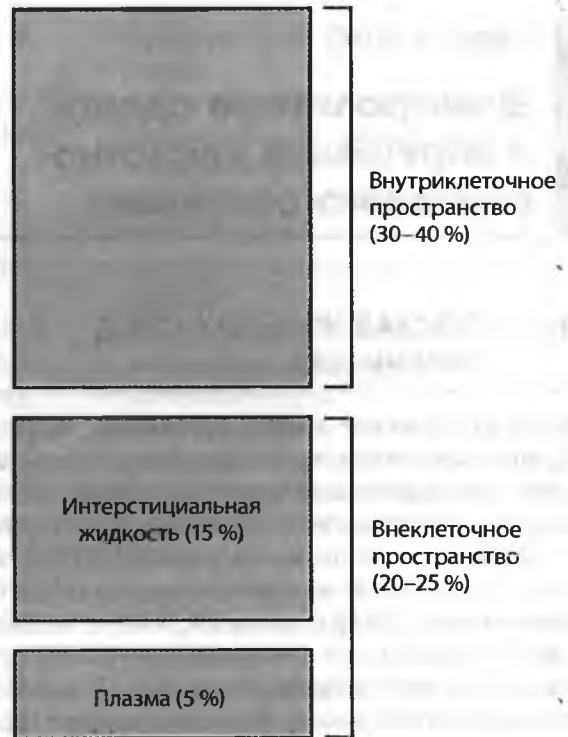 Внутриклеточное
пространство
(30–40 %)
Интерстициальная
жидкость (15 %)
Внеклеточное
пространство
(20–25 %)
Плазма (5 %)